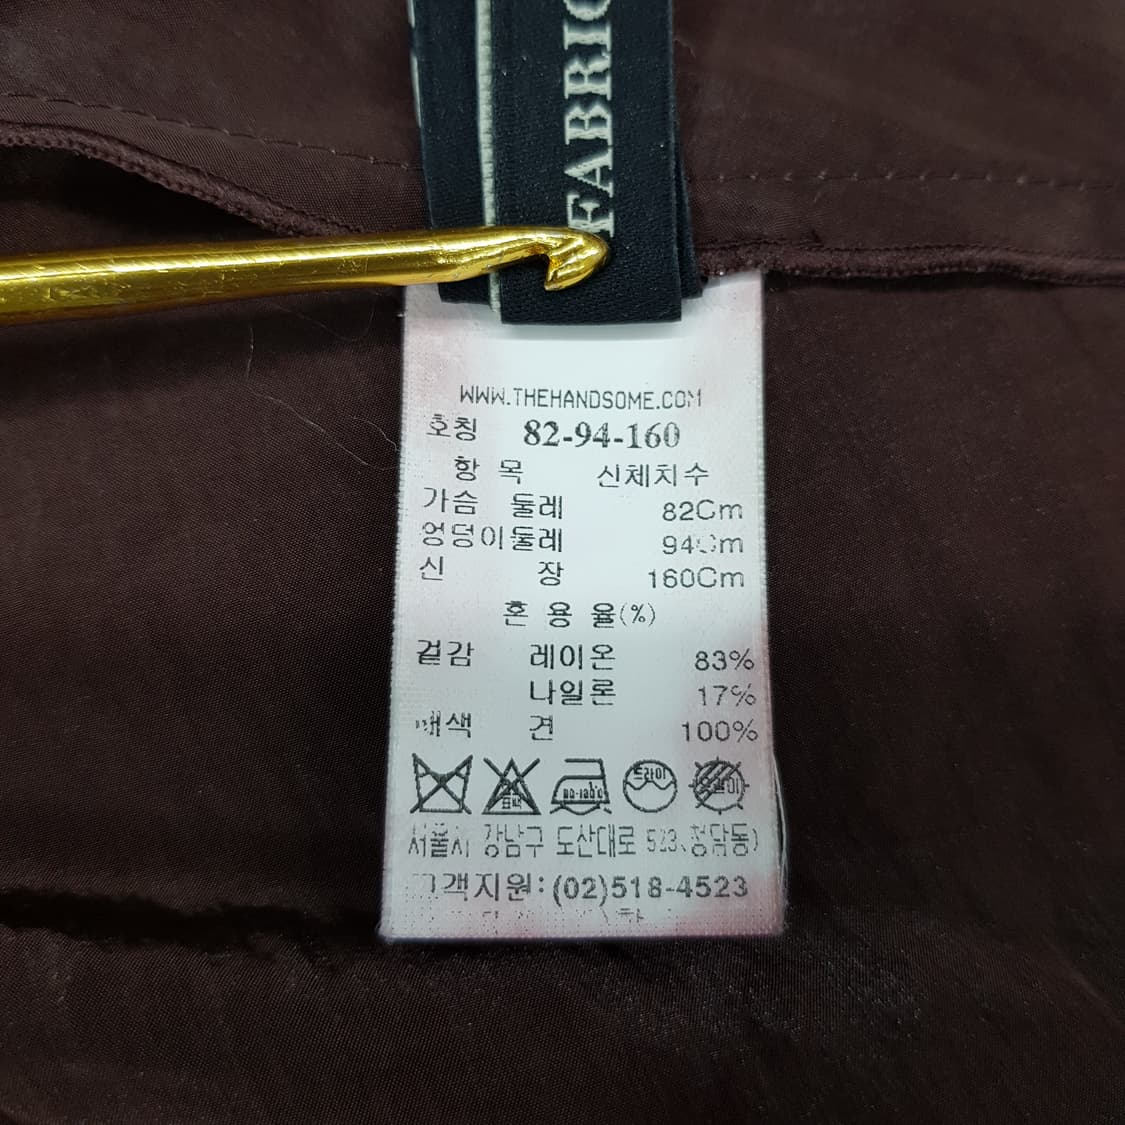 FABRIC
WWW.THEHANDSOME.COM
호칭 82-94-160
항 목 신체치수
가슴 둘레 82Cm
엉덩이둘레 94Cm
신 장 160Cm
혼 용 율(%)
겉감 레이온 83%
나일론 17%
배색 견 100%
표백
드라이
서울시 강남구 도산대로 523(청담동)
고객지원:(02)518-4523